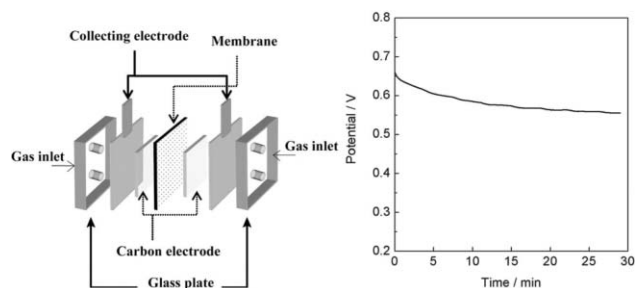 Collecting electrode
Membrane
Gas inlet
Gas inlet
Carbon electrode
Glass plate
Potential / V
0.8
0.7
0.6
0.5
0.4
0.3
0.2
0 5 10 15 20 25 30
Time / min